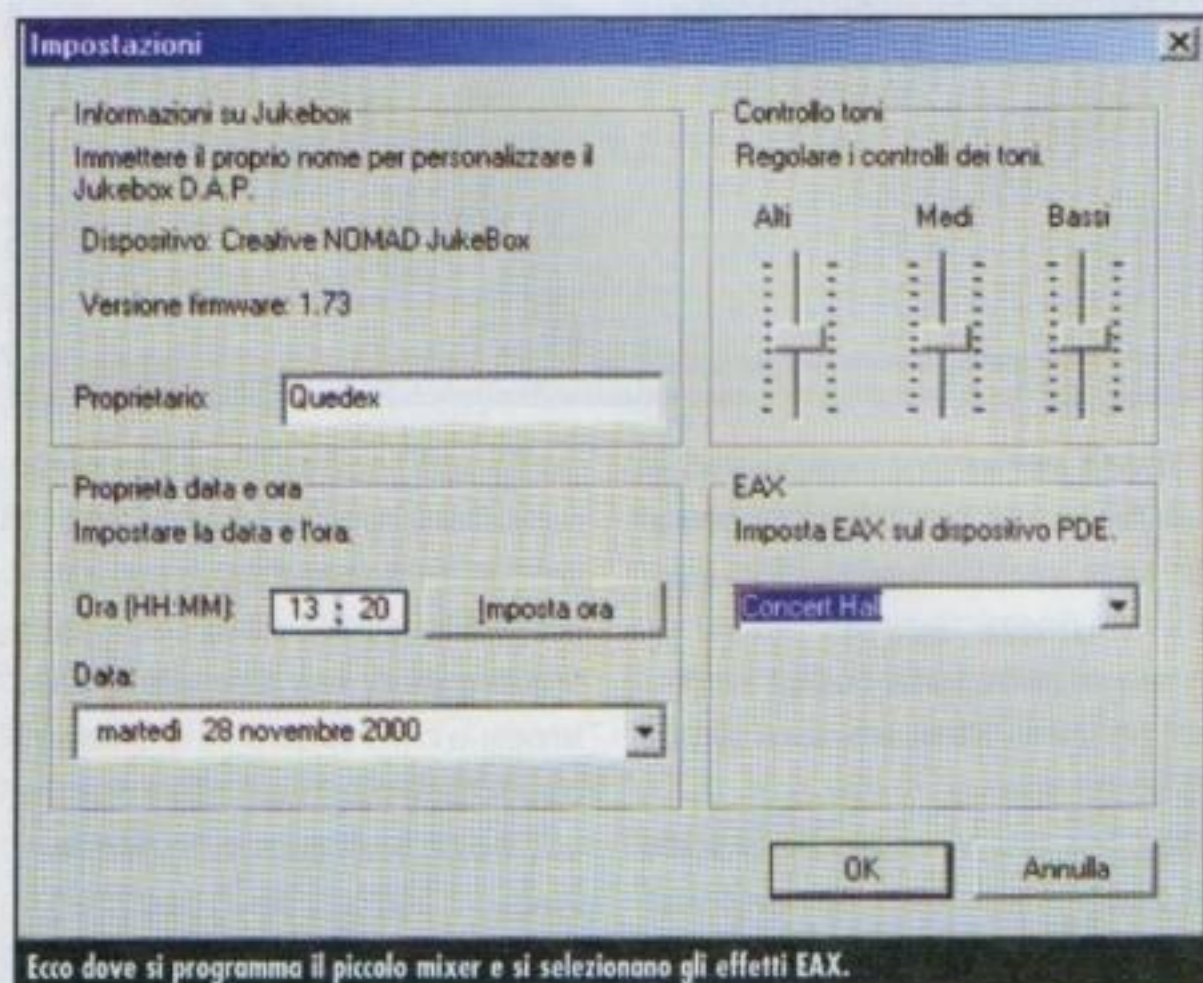 Impostazioni
Informazioni su Jukebox
Immettere il proprio nome per personalizzare il
Jukebox D.A.P.
Dispositivo: Creative NOMAD JukeBox
Versione firmware: 1.73
Proprietario:
Quedex
Controllo toni
Regolare i controlli dei toni.
Alti Medi Bassi
Proprietà data e ora
Impostare la data e l'ora.
Ora (HH:MM): 13 : 20 Imposta ora
Data:
martedì 28 novembre 2000
EAX
Imposta EAX sul dispositivo PDE.
Concert Hall
OK Annulla
Ecco dove si programma il piccolo mixer e si selezionano gli effetti EAX.